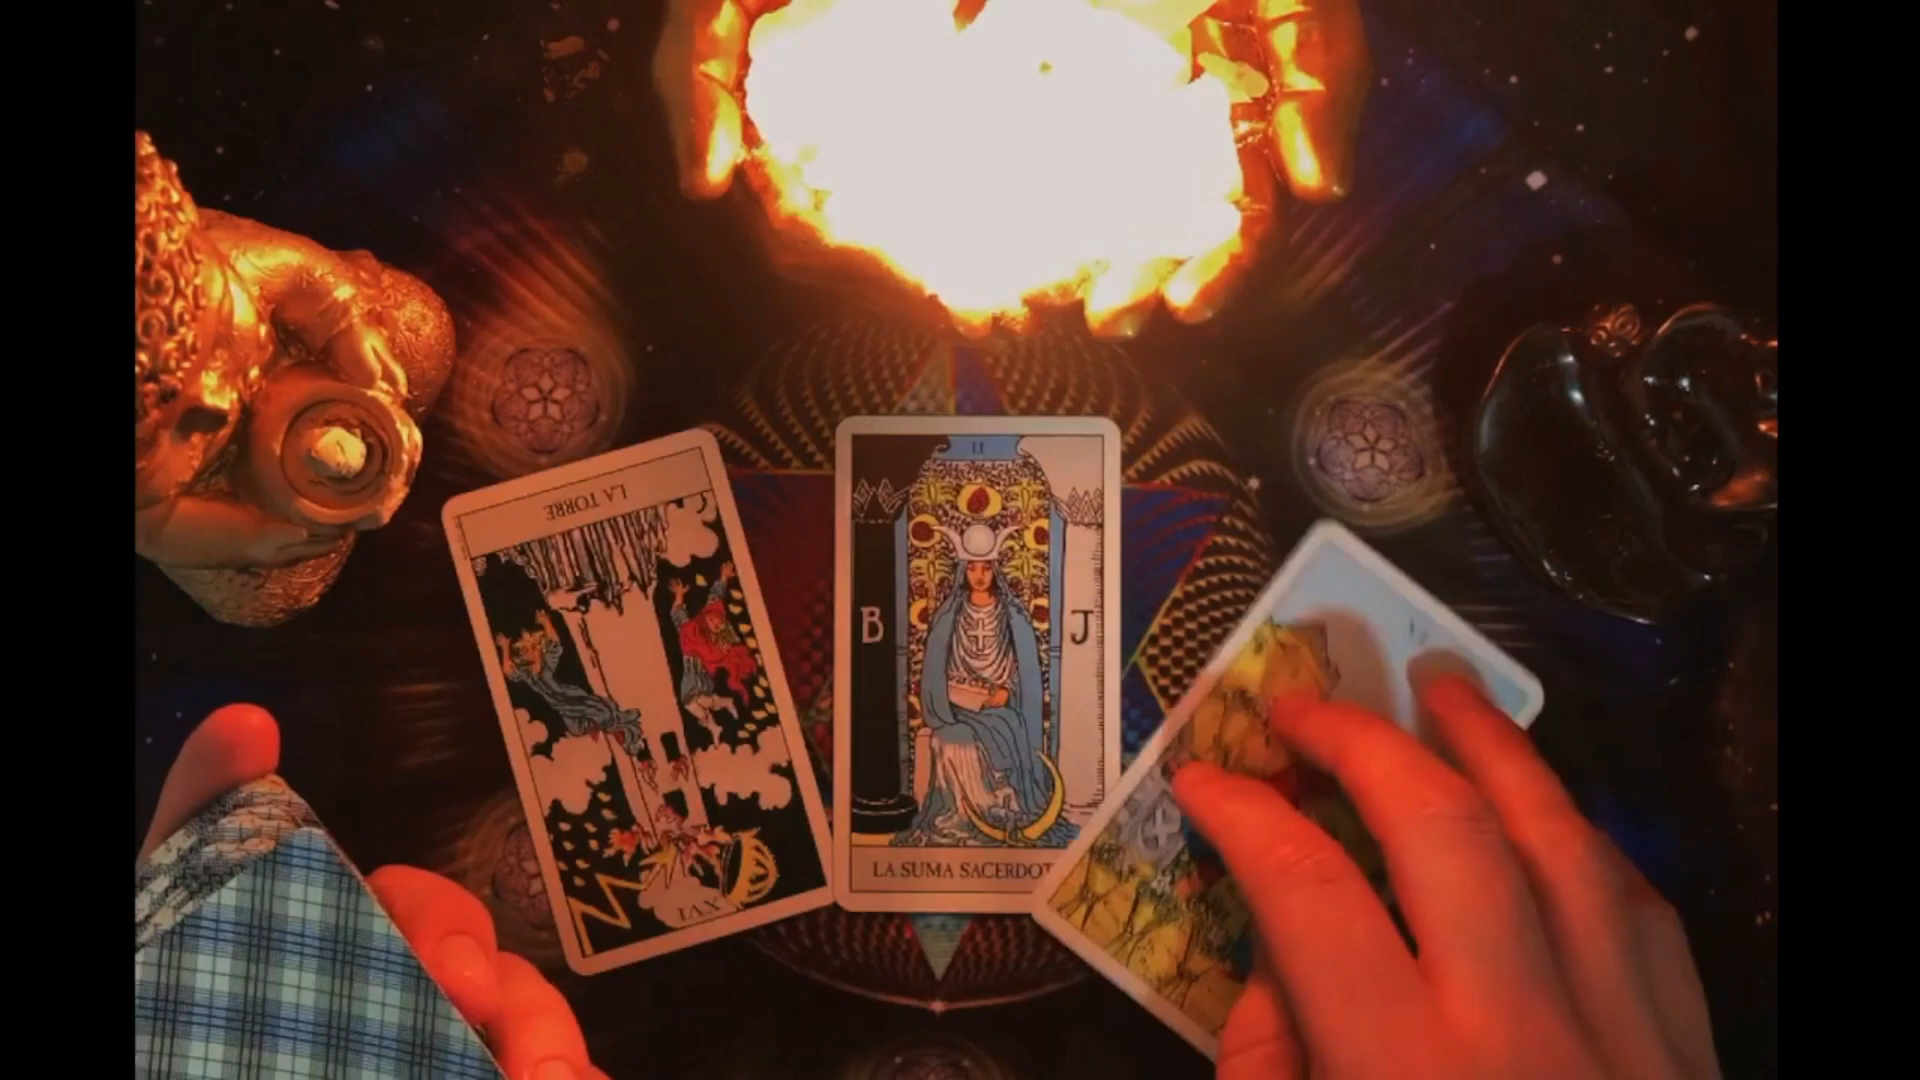 LA TORRE
XVI
II
B J
LA SUMA SACERDOT